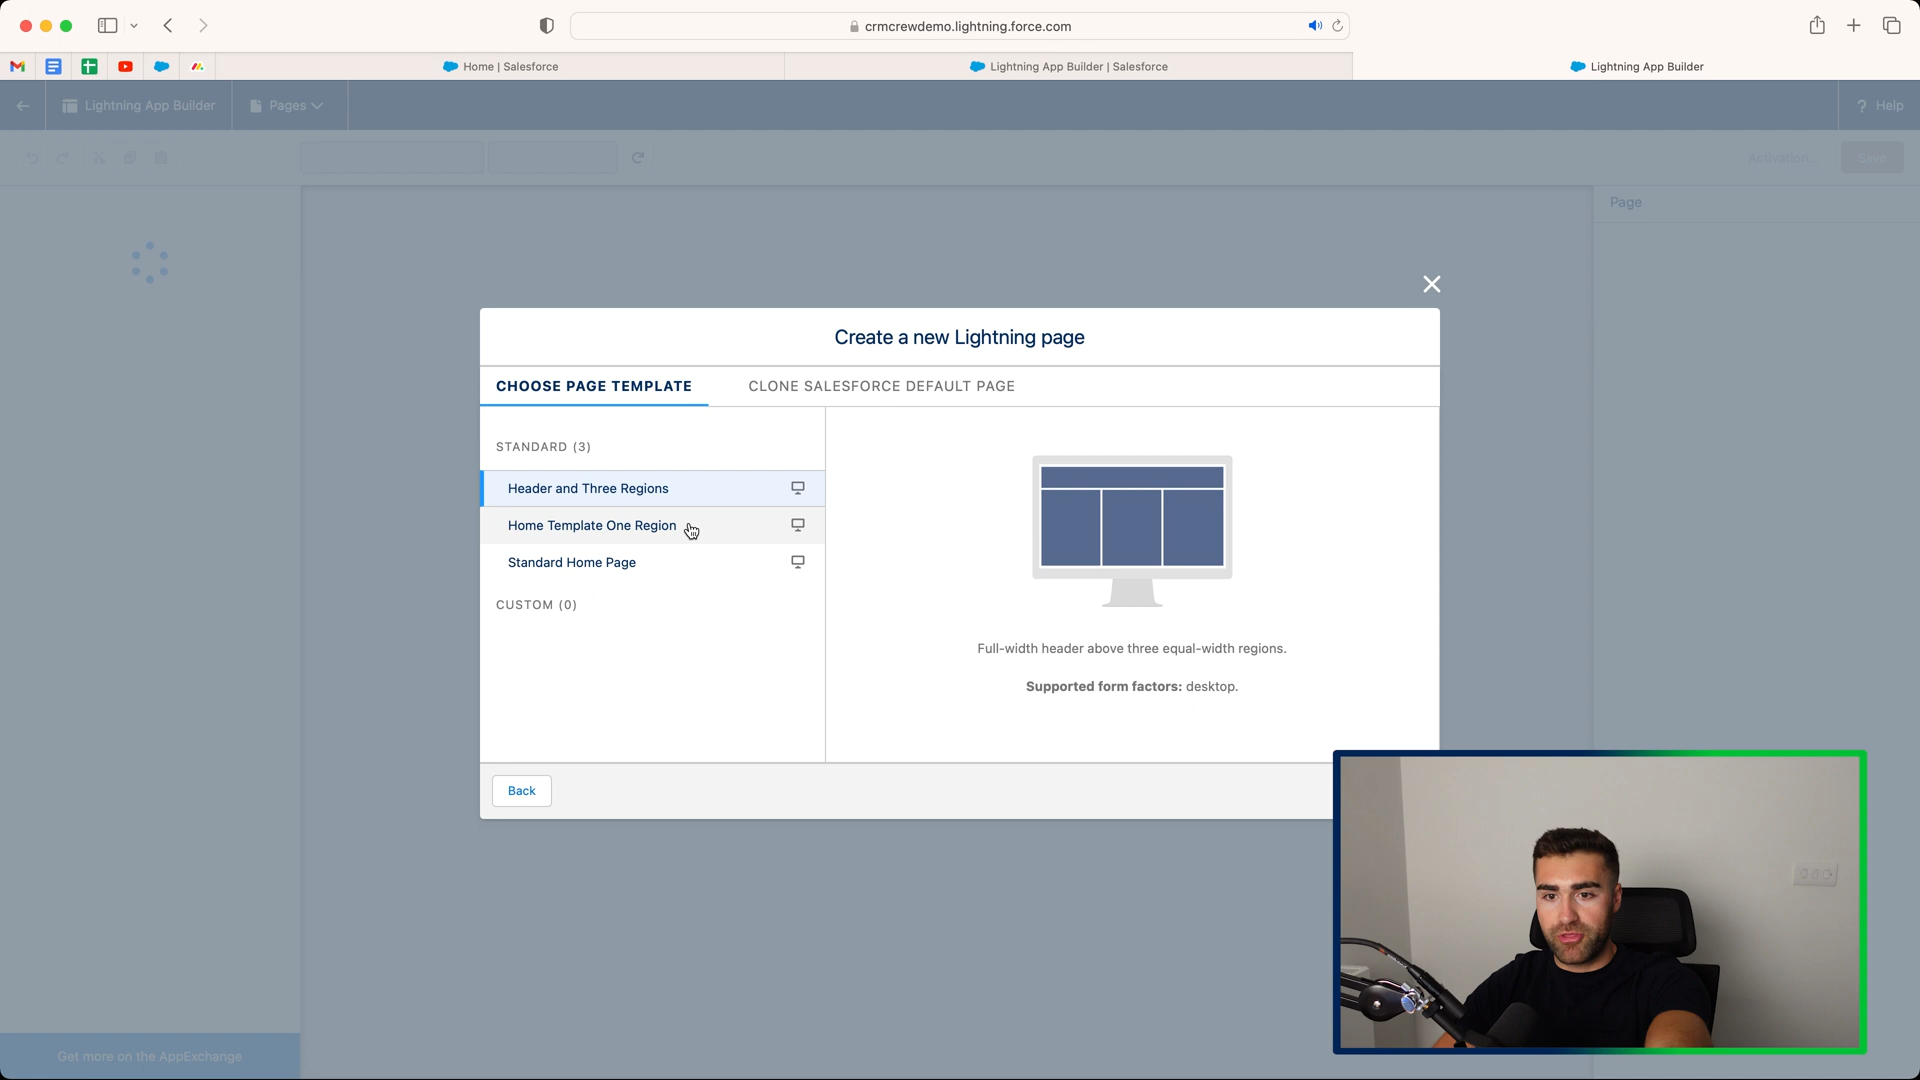 crmcrewdemo.lightning.force.com
Home | Salesforce
Lightning App Builder | Salesforce
Lightning App Builder
Lightning App Builder
Pages
? Help
Activation...
Save
Page
Create a new Lightning page
CHOOSE PAGE TEMPLATE
CLONE SALESFORCE DEFAULT PAGE
STANDARD (3)
Header and Three Regions
Home Template One Region
Standard Home Page
CUSTOM (0)
Full-width header above three equal-width regions.
Supported form factors: desktop.
Back
Get more on the AppExchange